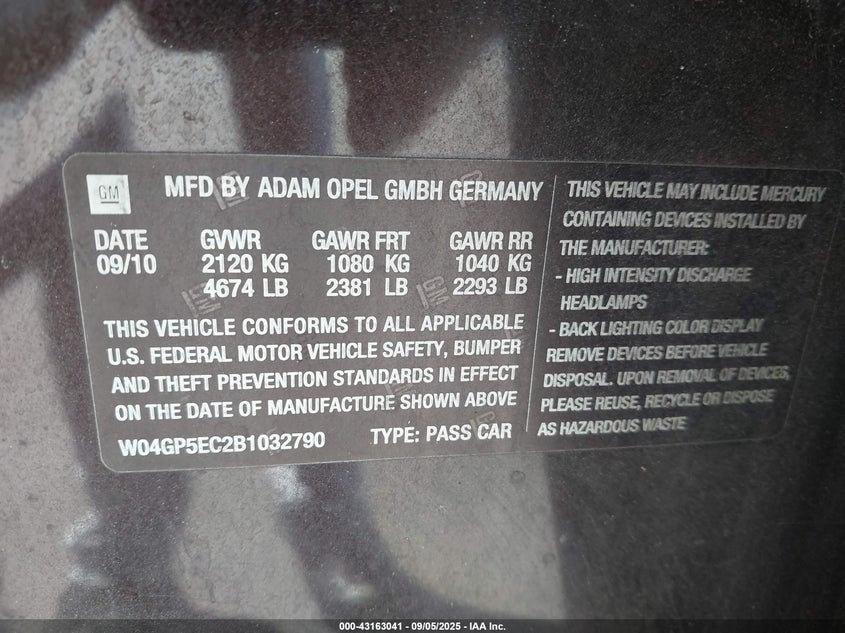 GM
MFD BY ADAM OPEL GMBH GERMANY
DATE GVWR GAWR FRT GAWR RR
09/10 2120 KG 1080 KG 1040 KG
4674 LB 2381 LB 2293 LB
THIS VEHICLE CONFORMS TO ALL APPLICABLE
U.S. FEDERAL MOTOR VEHICLE SAFETY, BUMPER
AND THEFT PREVENTION STANDARDS IN EFFECT
ON THE DATE OF MANUFACTURE SHOWN ABOVE
W04GP5EC2B1032790 TYPE: PASS CAR
THIS VEHICLE MAY INCLUDE MERCURY
CONTAINING DEVICES INSTALLED BY
THE MANUFACTURER:
- HIGH INTENSITY DISCHARGE
HEADLAMPS
- BACK LIGHTING COLOR DISPLAY
REMOVE DEVICES BEFORE VEHICLE
DISPOSAL. UPON REMOVAL OF DEVICES,
PLEASE REUSE, RECYCLE OR DISPOSE
AS HAZARDOUS WASTE
000-43163041 - 09/05/2025 - IAA Inc.